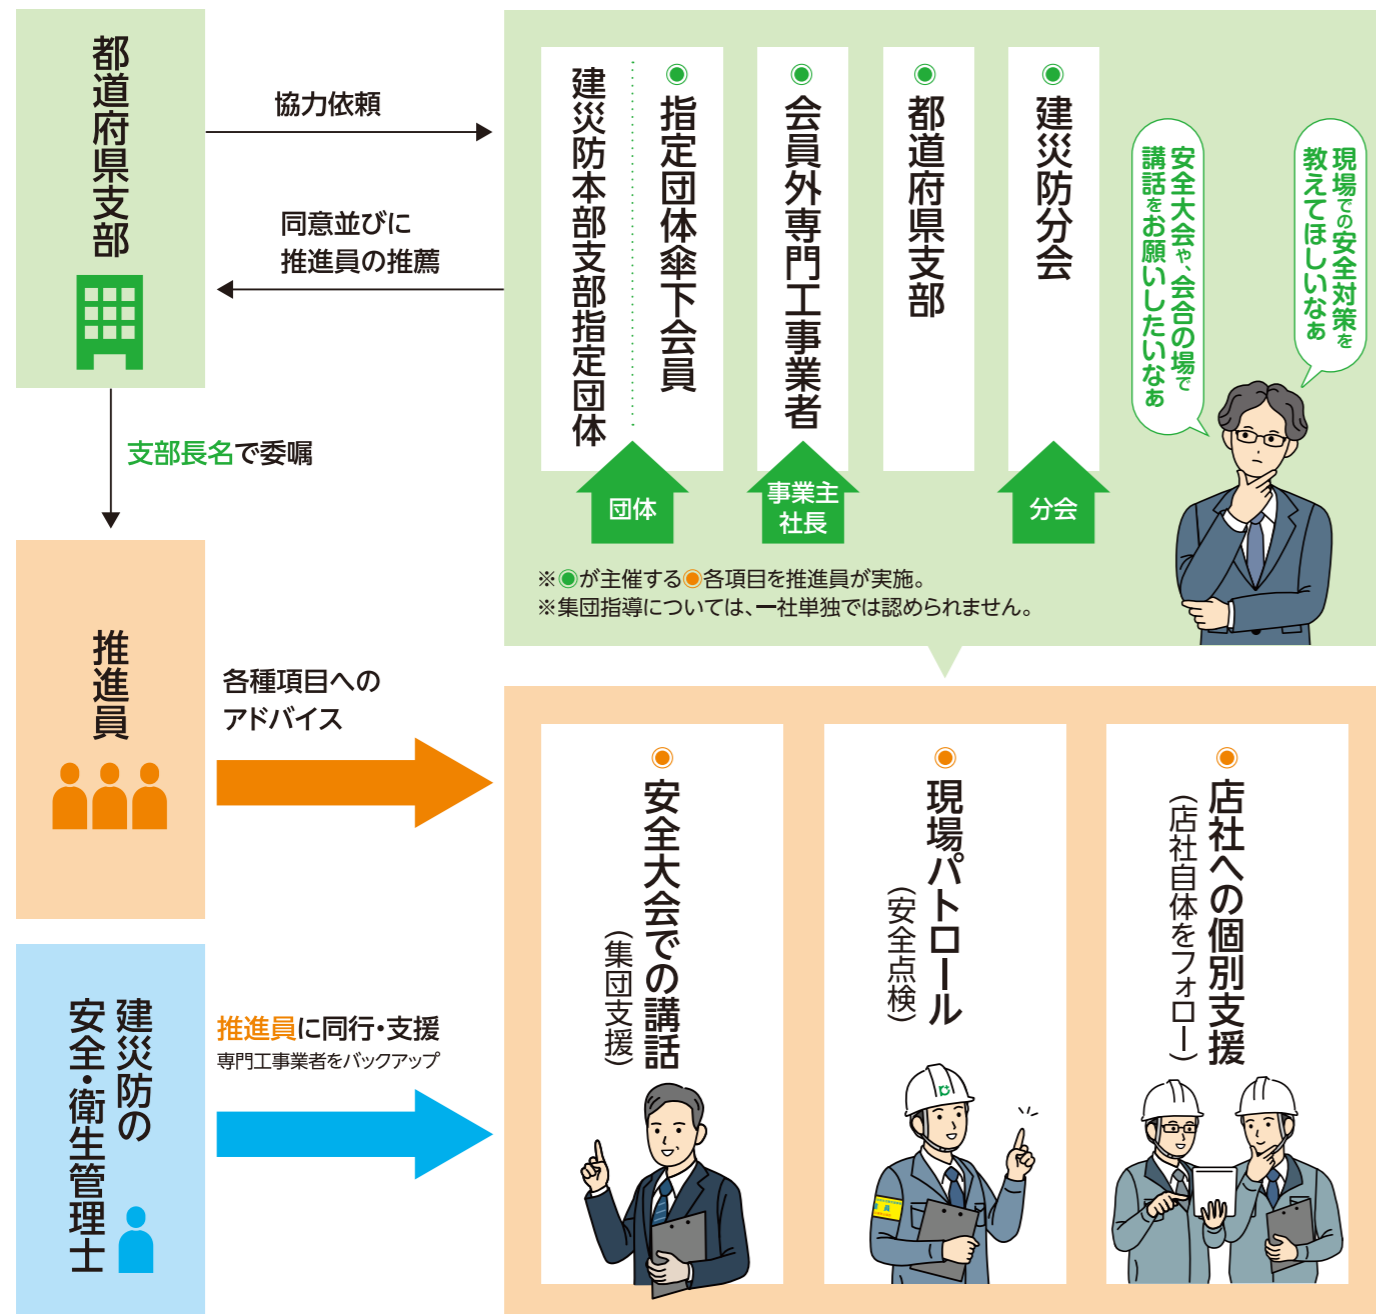 都道府県支部
協力依頼
同意並びに
推進員の推薦
支部長名で委嘱
◉指定団体傘下会員
建災防本部支部指定団体
団体
◉会員外専門工事業者
事業主
社長
◉都道府県支部
◉建災防分会
分会
現場での安全対策を
教えてほしいなぁ
安全大会や、会合の場で
講話をお願いしたいなぁ
※◉が主催する◉各項目を推進員が実施。
※集団指導については、一社単独では認められません。
推進員
各種項目への
アドバイス
建災防の
安全・衛生管理士
推進員に同行・支援
専門工事業者をバックアップ
◉安全大会での講話
（集団支援）
◉現場パトロール
（安全点検）
◉店社への個別支援
（店社自体をフォロー）